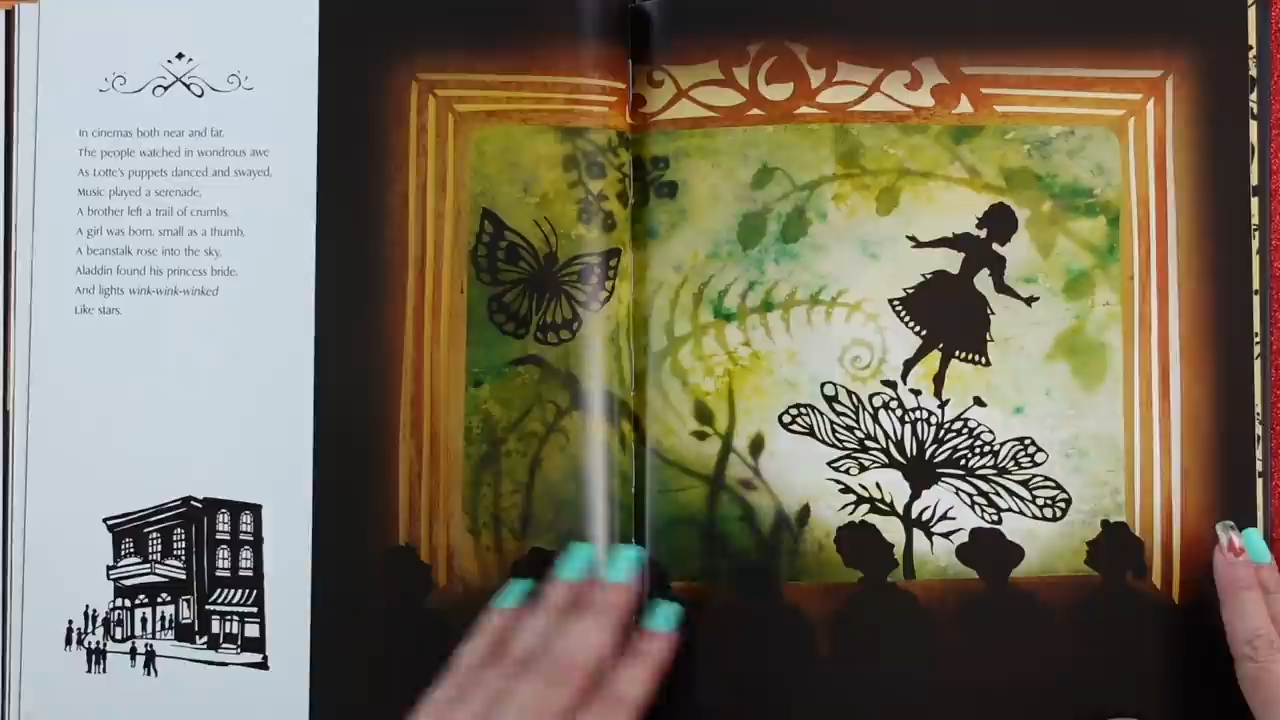 In cinemas both near and far,
The people watched in wondrous awe
As Lotte's puppets danced and swayed,
Music played a serenade,
A brother left a trail of crumbs,
A girl was born, small as a thumb,
A beanstalk rose into the sky,
Aladdin found his princess bride.
And lights wink-wink-winked
Like stars.